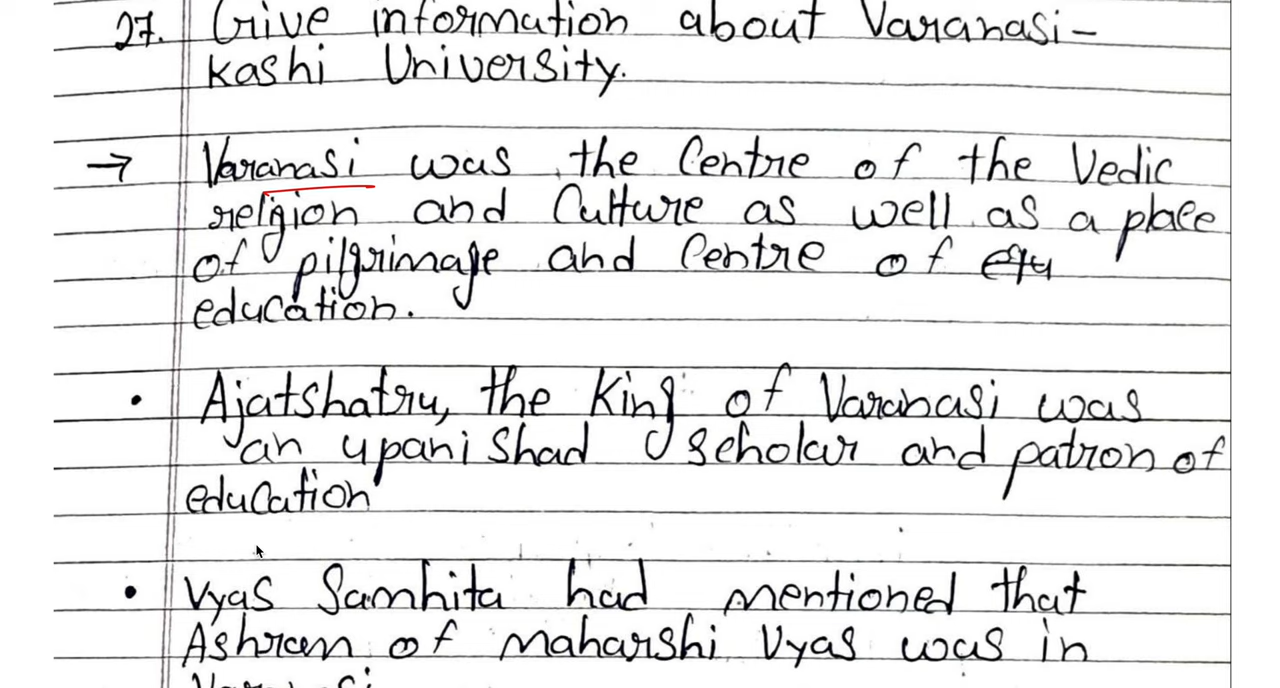 27. Give information about Varanasi-
Kashi University.
→ Varanasi was the Centre of the Vedic
religion and Culture as well as a place
of pilgrimage and Centre of
education.
• Ajatshatru, the King of Varanasi was
an upanishad scholar and patron of
education
• Vyas Samhita had mentioned that
Ashram of maharshi Vyas was in